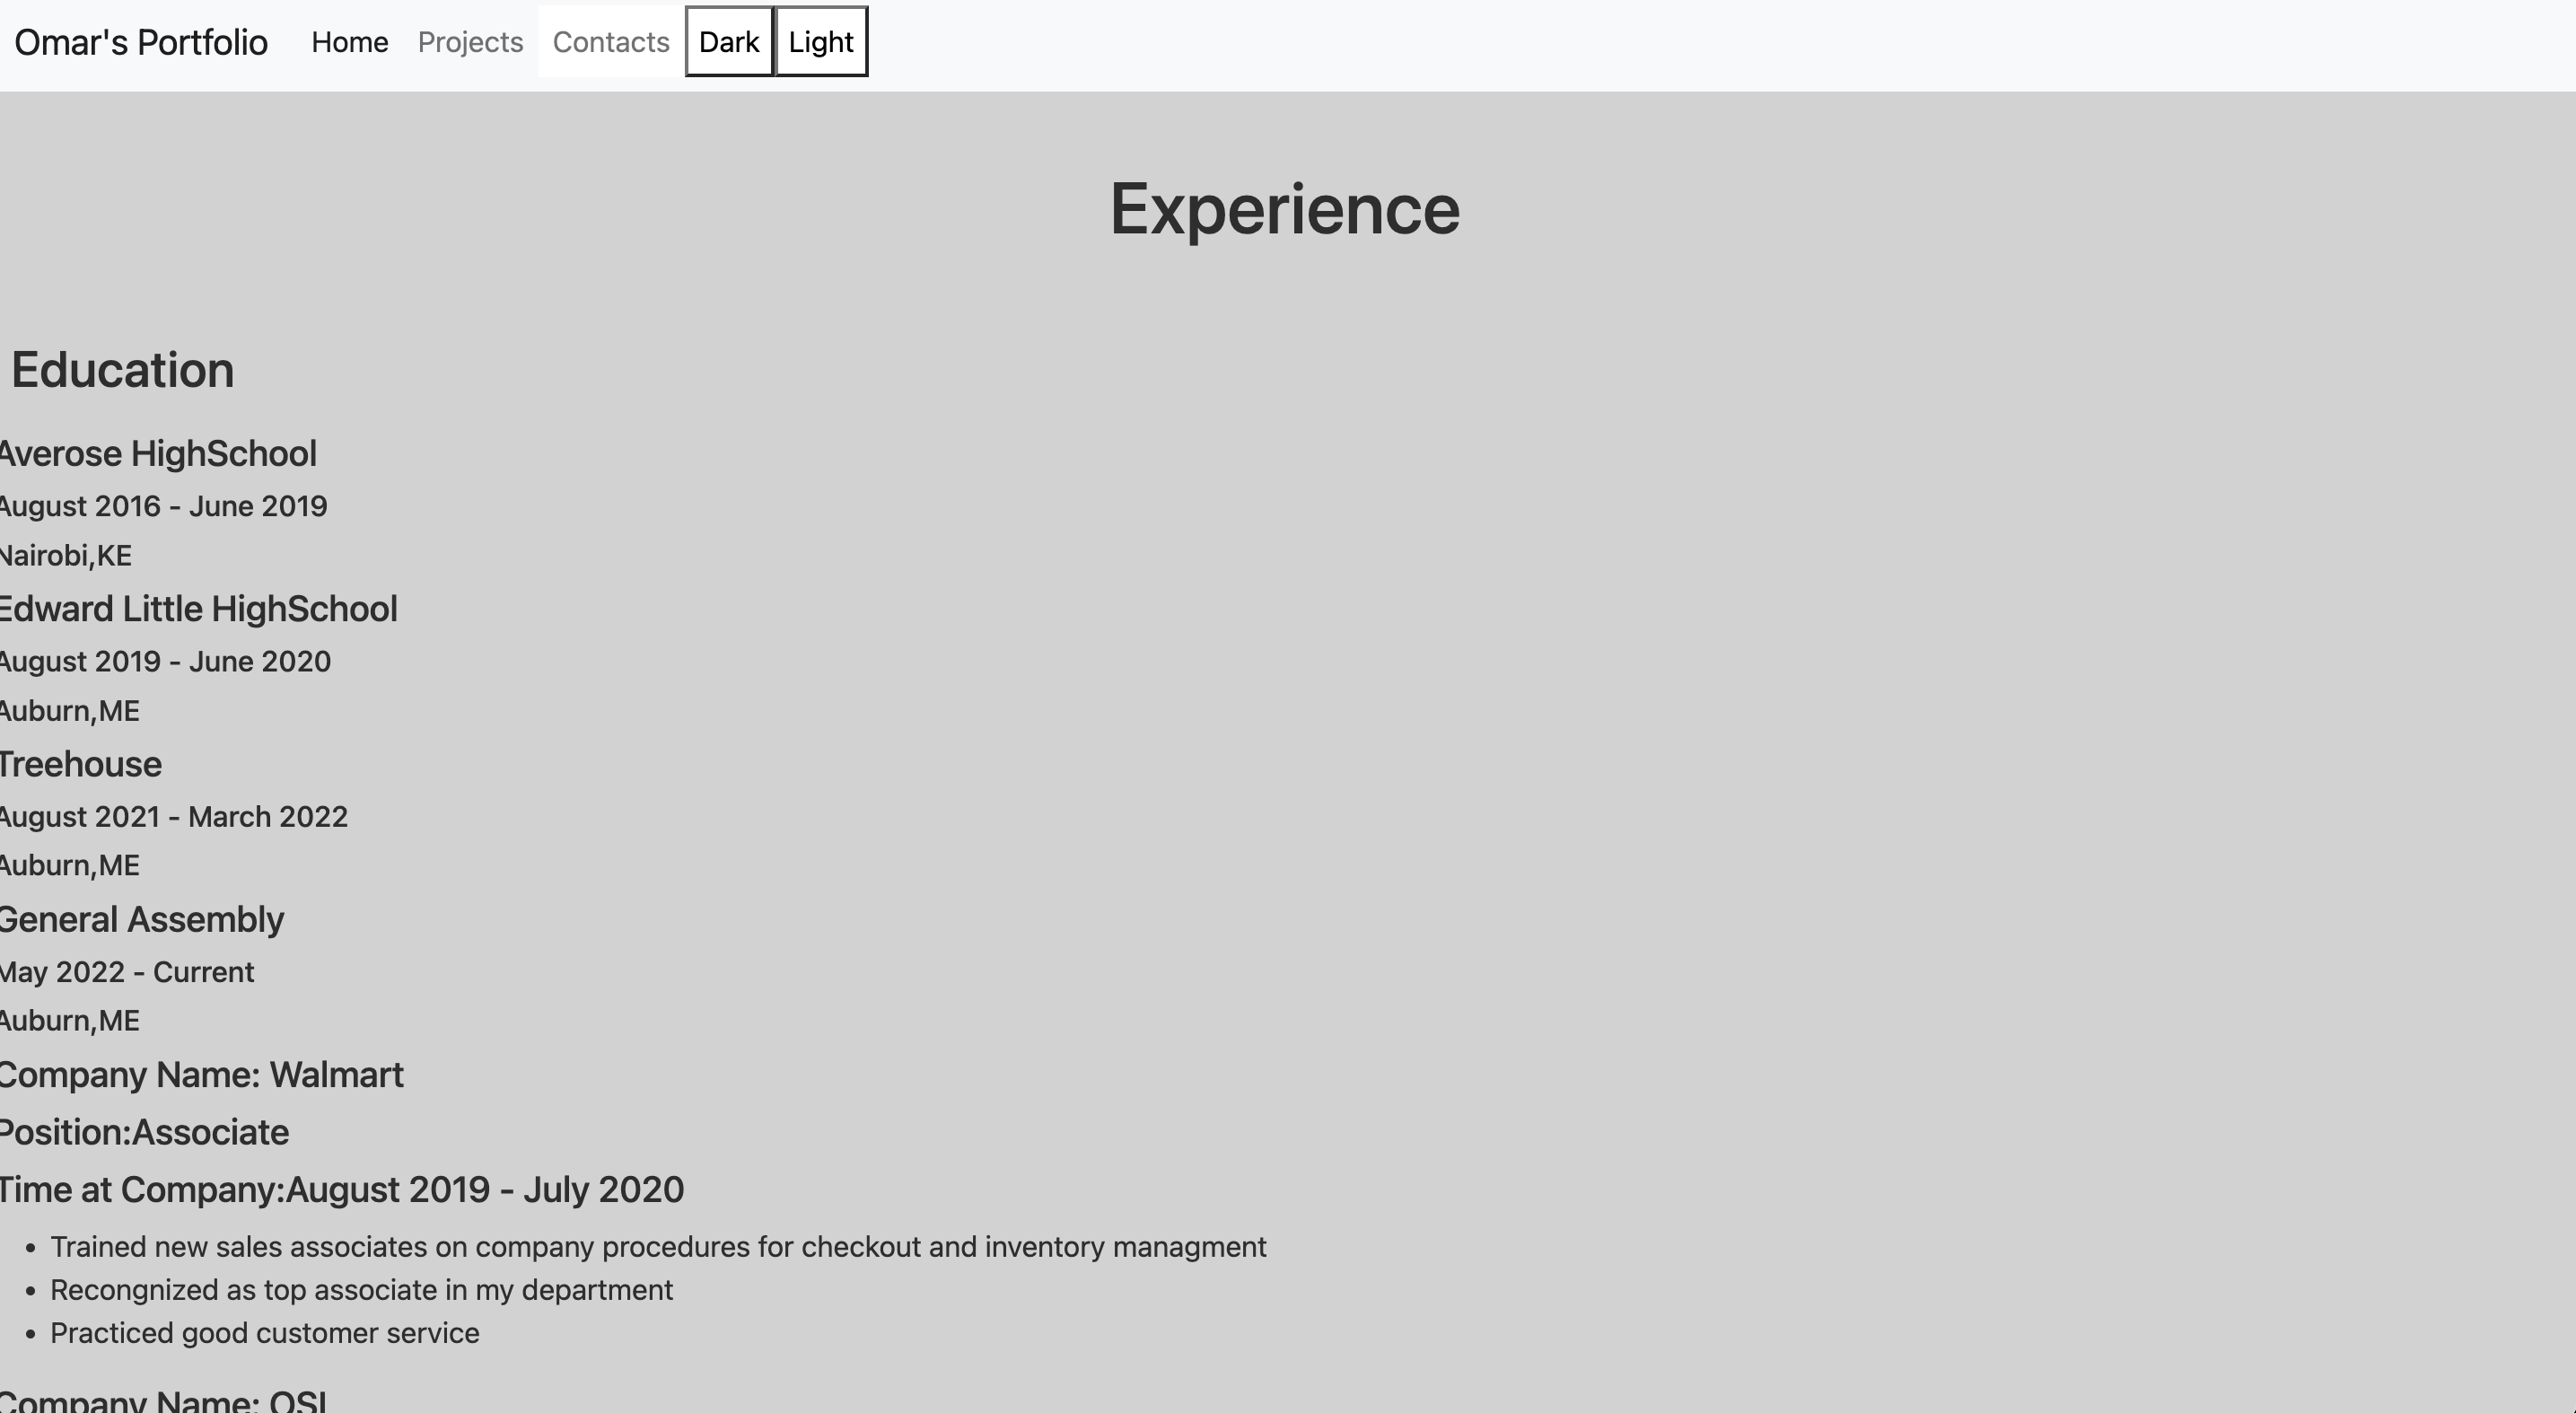 Omar's Portfolio Home Projects Contacts Dark Light
Experience
Education
Averose HighSchool
August 2016 - June 2019
Nairobi,KE
Edward Little HighSchool
August 2019 - June 2020
Auburn,ME
Treehouse
August 2021 - March 2022
Auburn,ME
General Assembly
May 2022 - Current
Auburn,ME
Company Name: Walmart
Position:Associate
Time at Company:August 2019 - July 2020
• Trained new sales associates on company procedures for checkout and inventory managment
• Recongnized as top associate in my department
• Practiced good customer service
Company Name: OSI